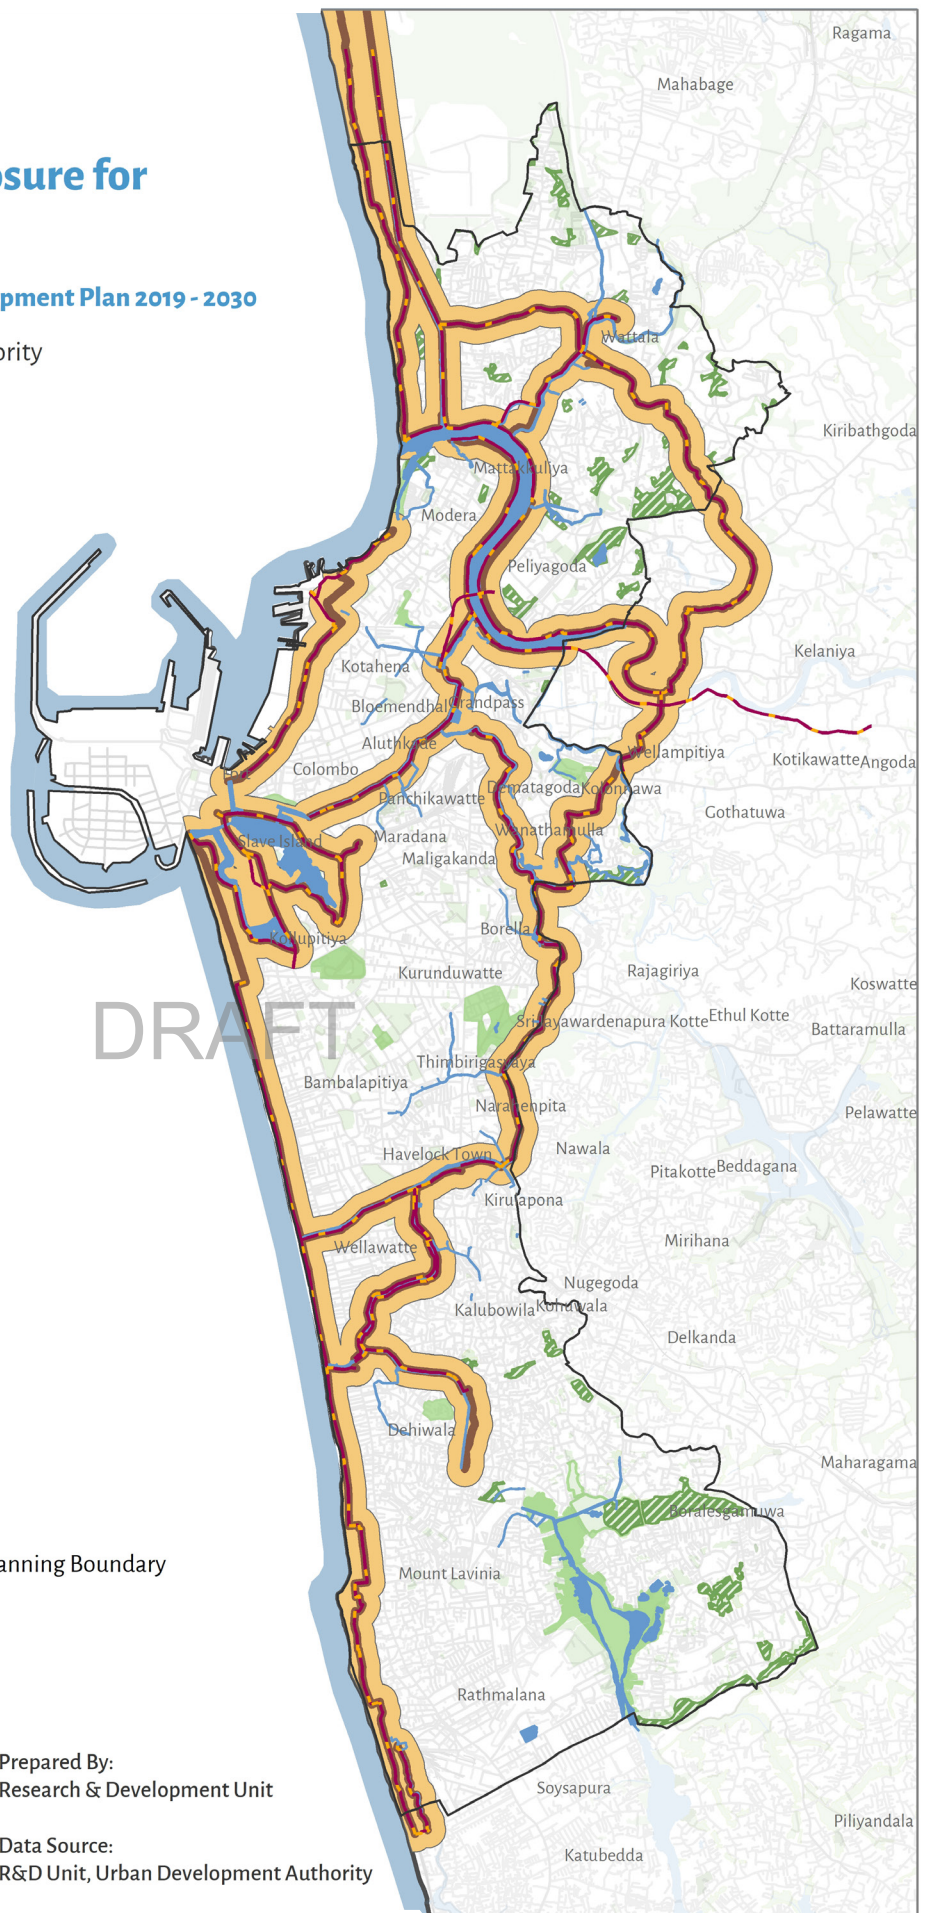 Ragama
Mahabage
osure for
pment Plan 2019 - 2030
ority
Wattala
Kiribathgoda
Mattakkuliya
Modera
Peliyagoda
Kelaniya
Kotahena
Bloemendhal
Grandpass
Aluthkade
Wellampitiya
Kotikawatte
Angoda
Colombo
Fort
Panchikawatte
Dematagoda
Kolonnawa
Gothatuwa
Slave Island
Maradana
Wanathamulla
Maligakanda
Kollupitiya
Borella
Kurunduwatte
Rajagiriya
Koswatte
DRAFT
Sri Jayawardenapura Kotte
Ethul Kotte
Battaramulla
Thimbirigasyaya
Bambalapitiya
Narahenpita
Pelawatte
Havelock Town
Nawala
Pitakotte
Beddagana
Kirulapona
Wellawatte
Mirihana
Nugegoda
Kalubowila
Kohuwala
Delkanda
Dehiwala
Maharagama
Boralesgamuwa
anning Boundary
Mount Lavinia
Rathmalana
Prepared By:
Research & Development Unit
Soysapura
Piliyandala
Data Source:
Katubedda
R&D Unit, Urban Development Authority